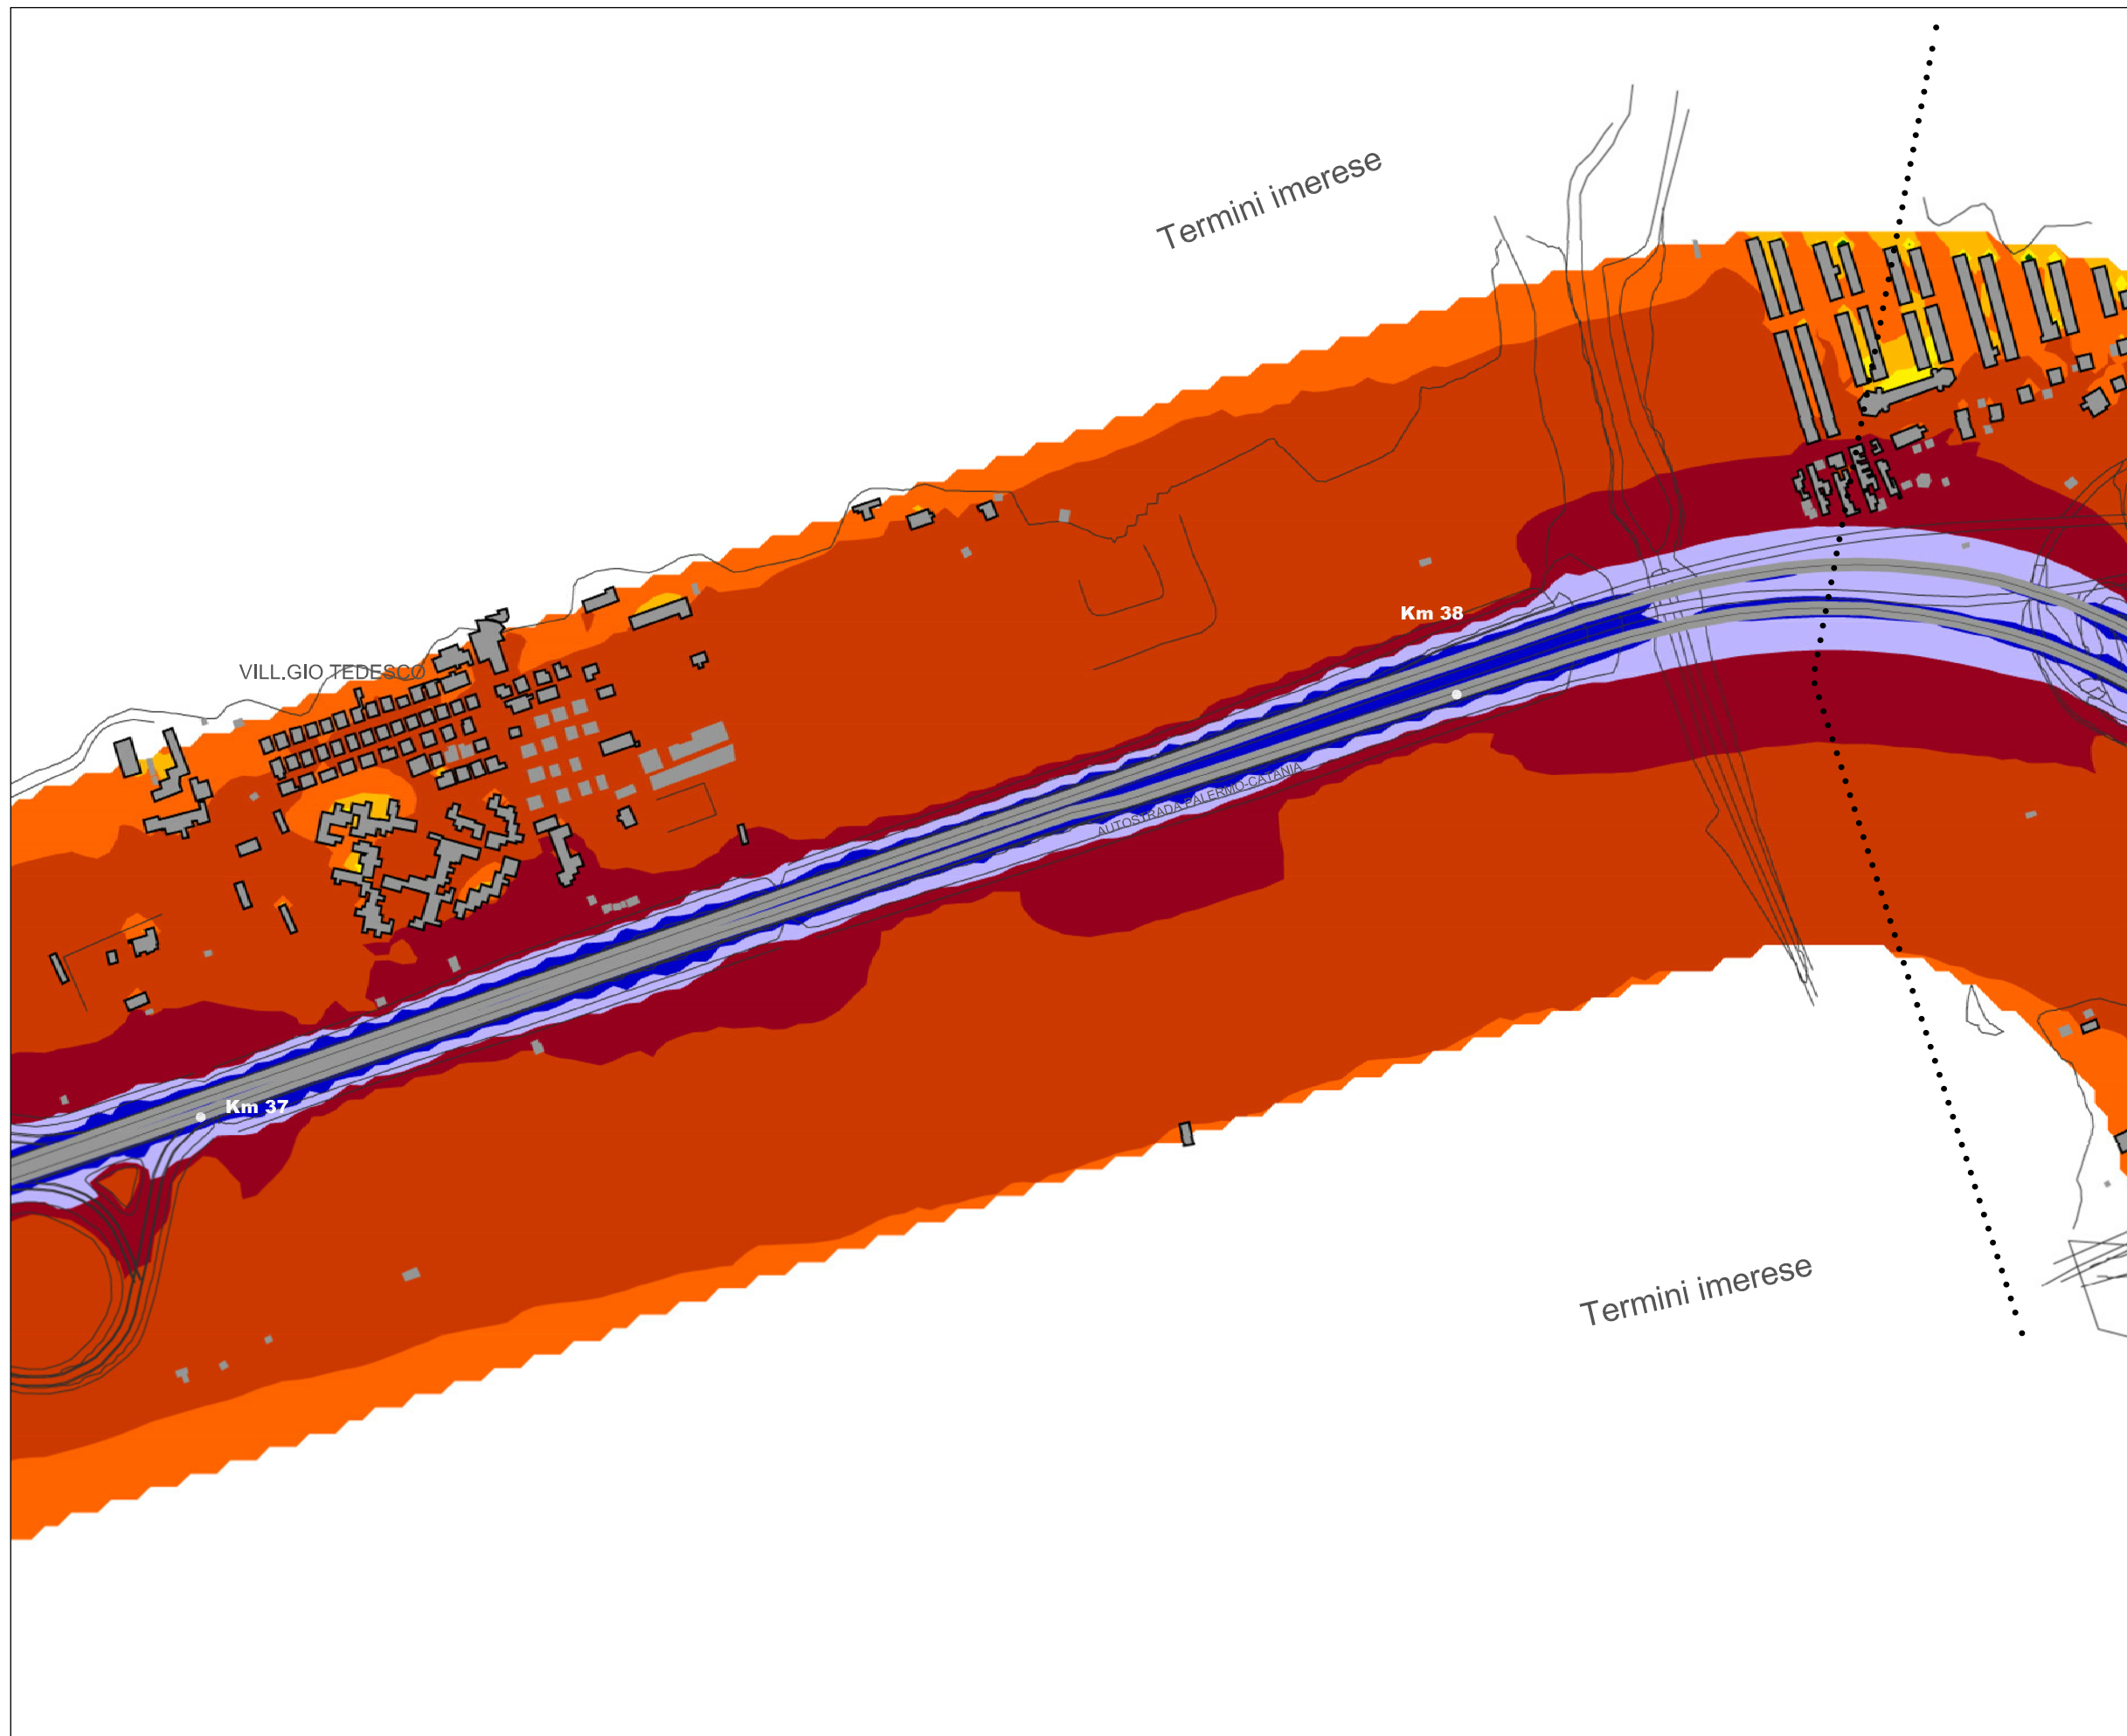 Termini imerese
Km 38
VILL.GIO TEDESCO
AUTOSTRADA PALERMO-CATANIA
Km 37
Termini imerese